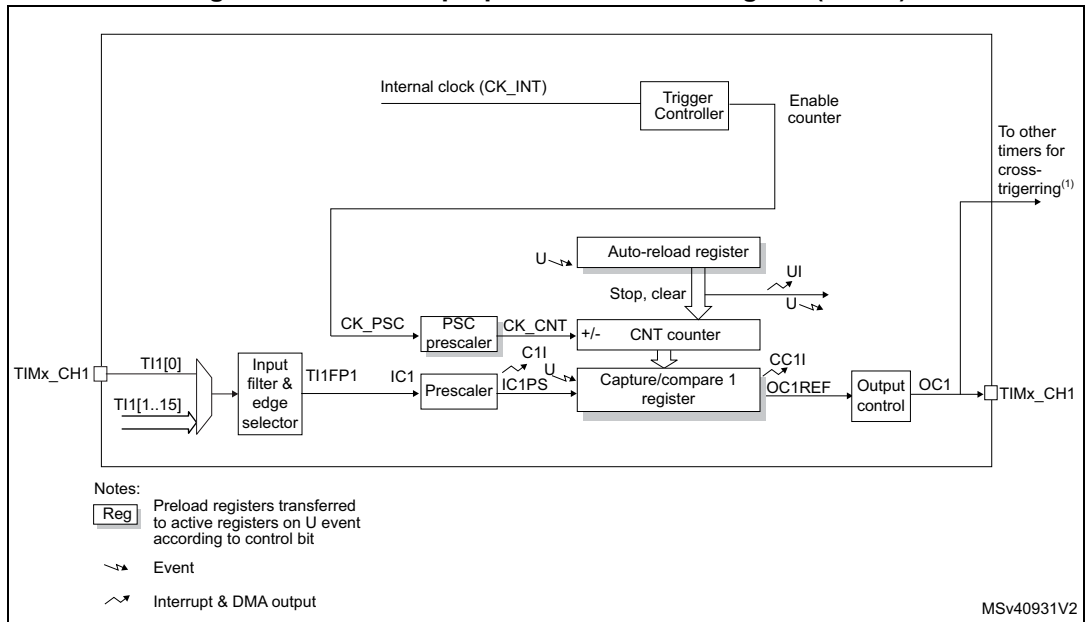 Internal clock (CK_INT)
Trigger
Controller
Enable
counter
To other
timers for
cross-
trigerring(1)
U
Auto-reload register
UI
Stop, clear
U
CK_PSC
PSC
prescaler
CK_CNT
+/-
CNT counter
TIMx_CH1
TI1[0]
TI1[1..15]
Input
filter &
edge
selector
TI1FP1
IC1
Prescaler
C1I
IC1PS
U
Capture/compare 1
register
CC1I
OC1REF
Output
control
OC1
TIMx_CH1
Notes:
Reg
Preload registers transferred
to active registers on U event
according to control bit
Event
Interrupt & DMA output
MSv40931V2